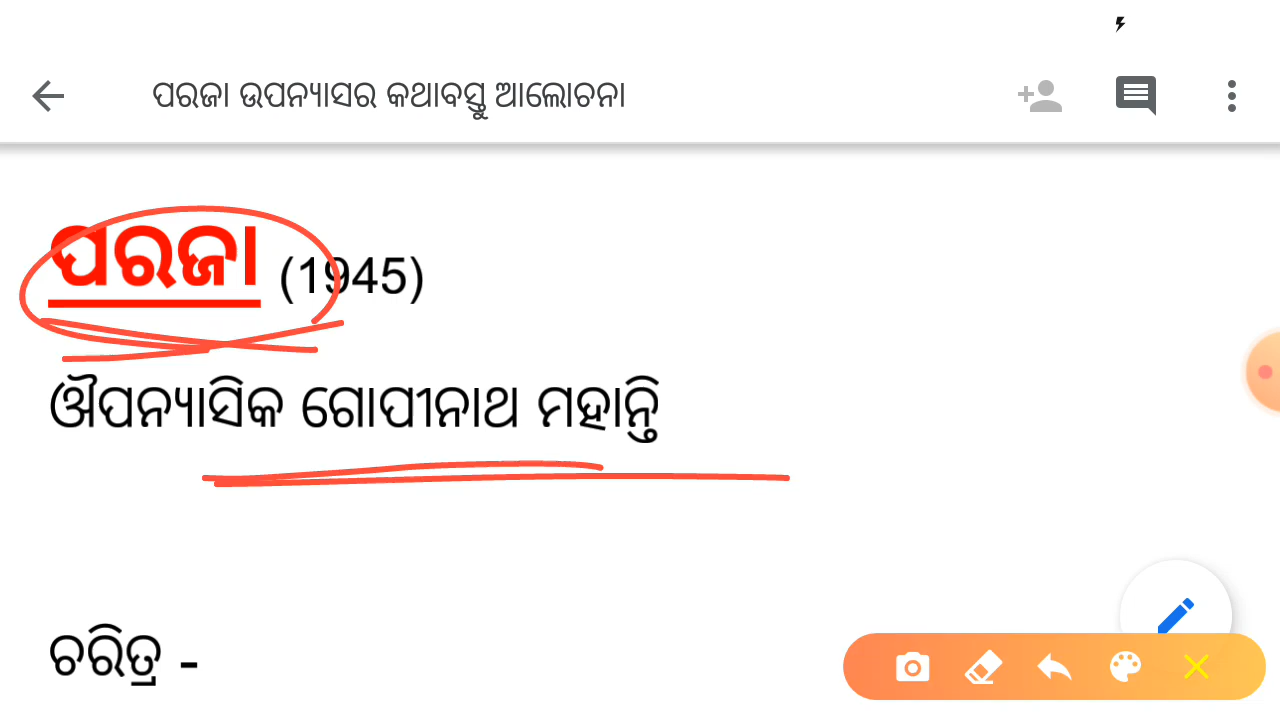 ପରଜା ଉପନ୍ୟାସର କଥାବସ୍ତୁ ଆଲୋଚନା
ପରଜା (1945)
ଔପନ୍ୟାସିକ ଗୋପୀନାଥ ମହାନ୍ତି
ଚରିତ୍ର -